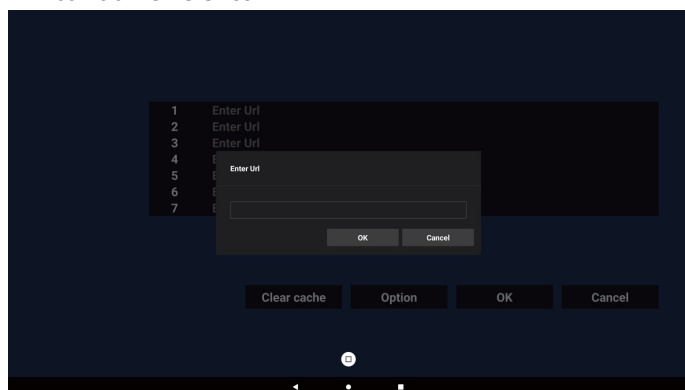 1 Enter Url
2 Enter Url
3 Enter Url
4 E
5 E
6 E
7 E
Enter Url
OK Cancel
Clear cache Option OK Cancel